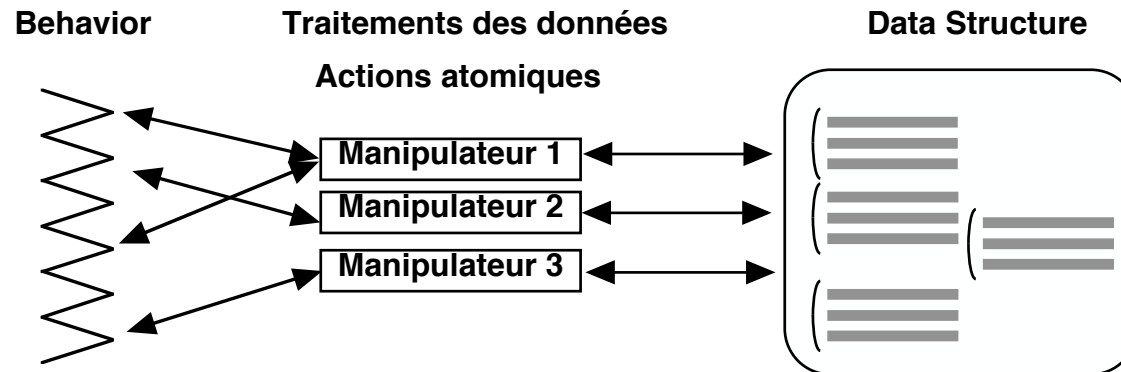 Behavior
Traitements des données
Data Structure
Actions atomiques
Manipulateur 1
Manipulateur 2
Manipulateur 3